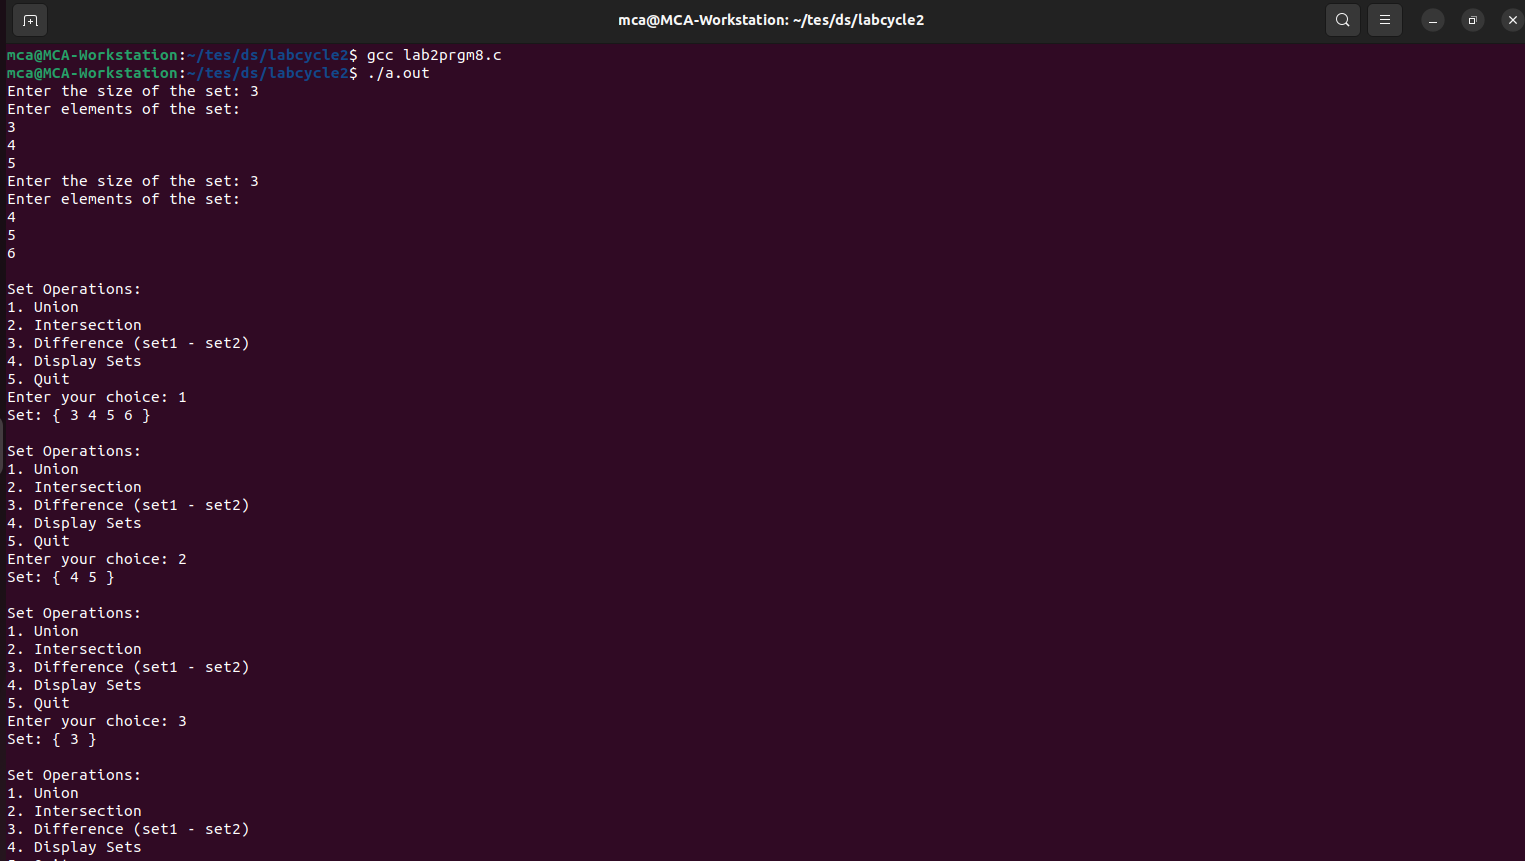 mca@MCA-Workstation: ~/tes/ds/labcycle2
mca@MCA-Workstation:~/tes/ds/labcycle2$ gcc lab2prgm8.c
mca@MCA-Workstation:~/tes/ds/labcycle2$ ./a.out
Enter the size of the set: 3
Enter elements of the set:
3
4
5
Enter the size of the set: 3
Enter elements of the set:
4
5
6
Set Operations:
1. Union
2. Intersection
3. Difference (set1 - set2)
4. Display Sets
5. Quit
Enter your choice: 1
Set: { 3 4 5 6 }
Set Operations:
1. Union
2. Intersection
3. Difference (set1 - set2)
4. Display Sets
5. Quit
Enter your choice: 2
Set: { 4 5 }
Set Operations:
1. Union
2. Intersection
3. Difference (set1 - set2)
4. Display Sets
5. Quit
Enter your choice: 3
Set: { 3 }
Set Operations:
1. Union
2. Intersection
3. Difference (set1 - set2)
4. Display Sets